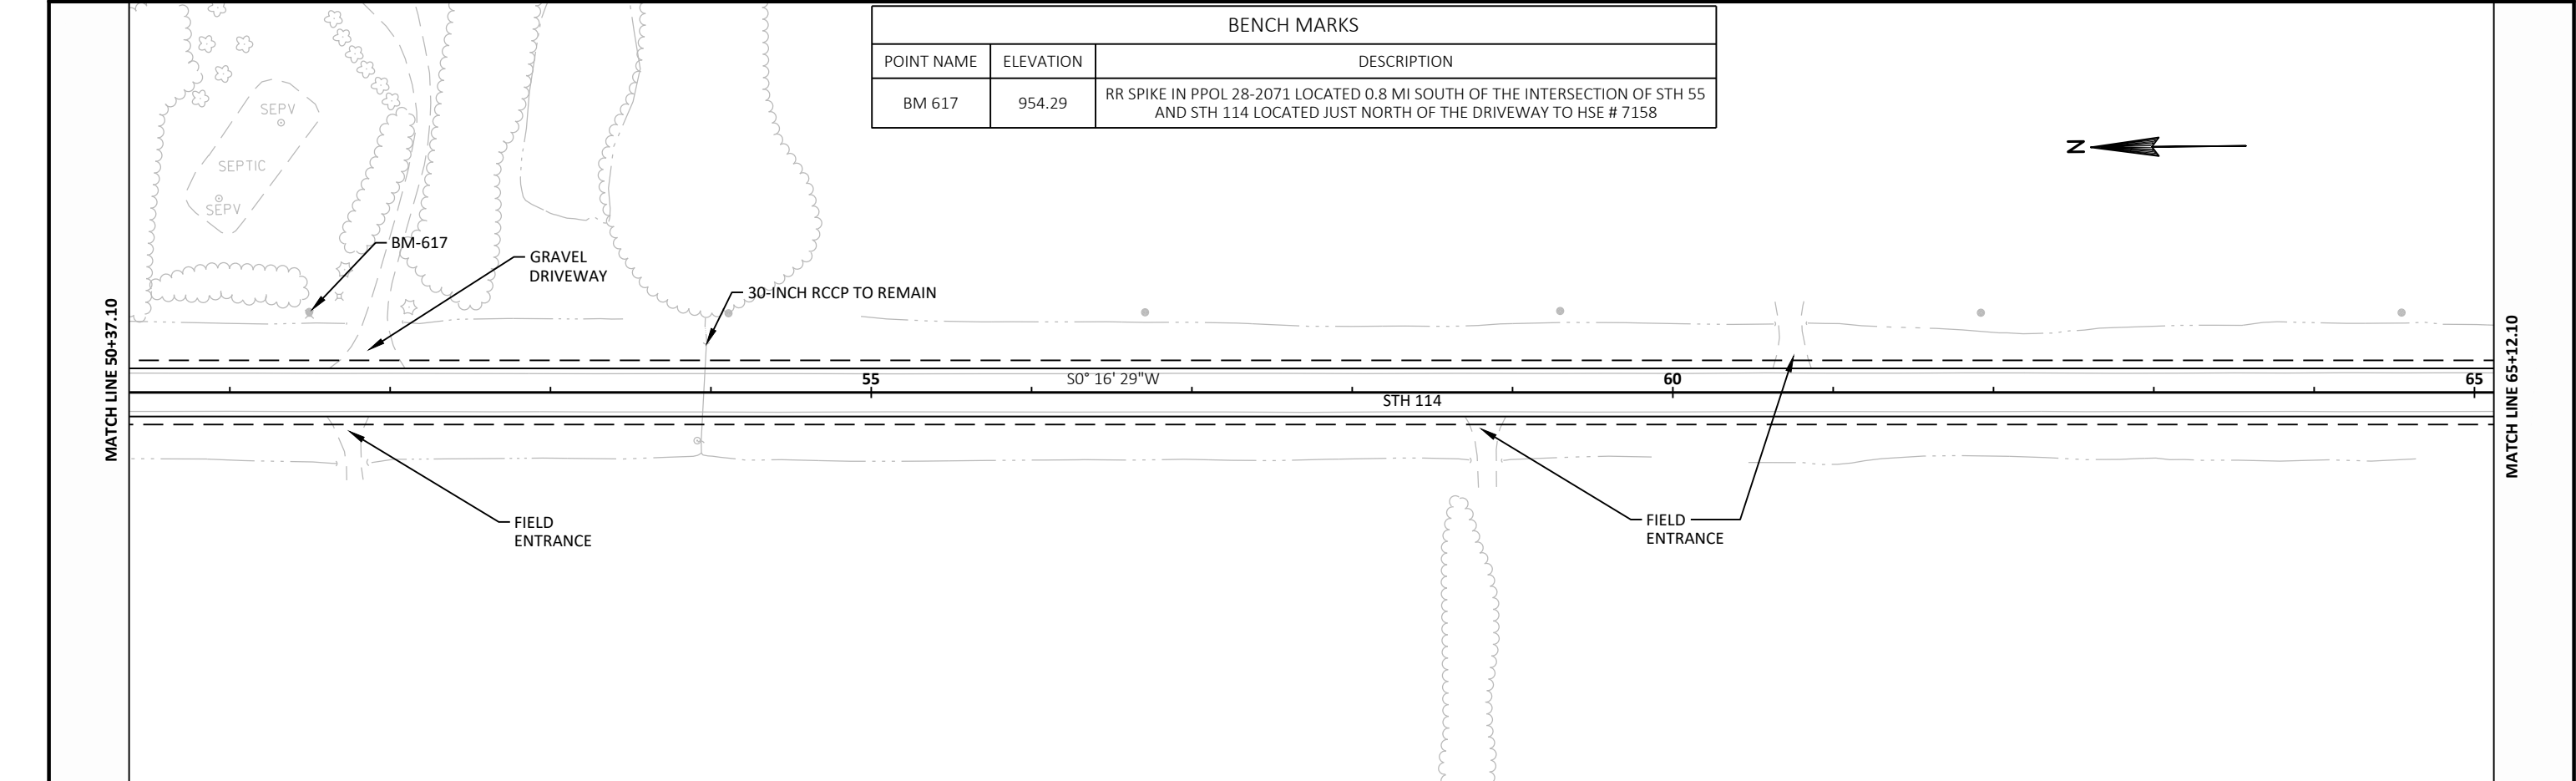 BENCH MARKS
POINT NAME ELEVATION DESCRIPTION
BM 617 954.29 RR SPIKE IN PPOL 28-2071 LOCATED 0.8 MI SOUTH OF THE INTERSECTION OF STH 55
AND STH 114 LOCATED JUST NORTH OF THE DRIVEWAY TO HSE # 7158
SEPV
SEPTIC
SEPV
N
BM-617
GRAVEL
DRIVEWAY
30-INCH RCCP TO REMAIN
MATCH LINE 50+37.10
MATCH LINE 65+12.10
55
S0° 16' 29"W
60
65
STH 114
FIELD
ENTRANCE
FIELD
ENTRANCE